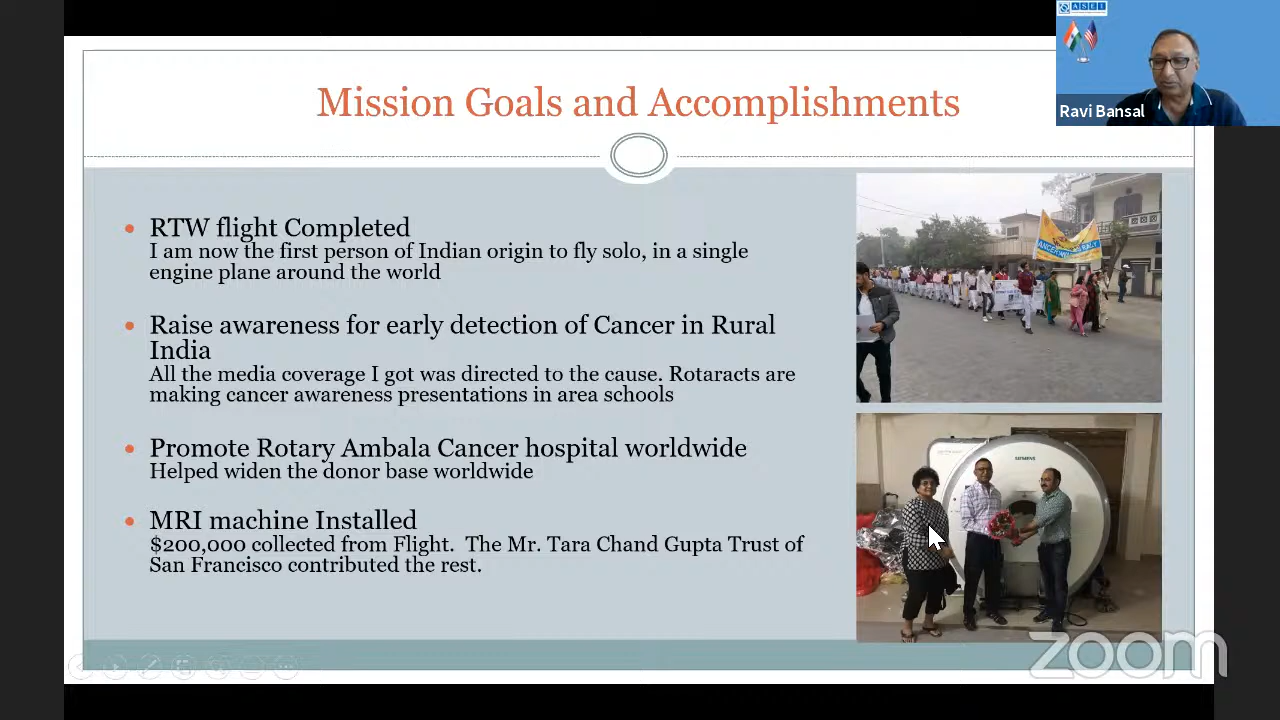 ASEI
Mission Goals and Accomplishments
Ravi Bansal
RTW flight Completed
I am now the first person of Indian origin to fly solo, in a single
engine plane around the world
Raise awareness for early detection of Cancer in Rural
India
All the media coverage I got was directed to the cause. Rotaracts are
making cancer awareness presentations in area schools
Promote Rotary Ambala Cancer hospital worldwide
Helped widen the donor base worldwide
MRI machine Installed
$200,000 collected from Flight.  The Mr. Tara Chand Gupta Trust of
San Francisco contributed the rest.
SIEMENS
zoom